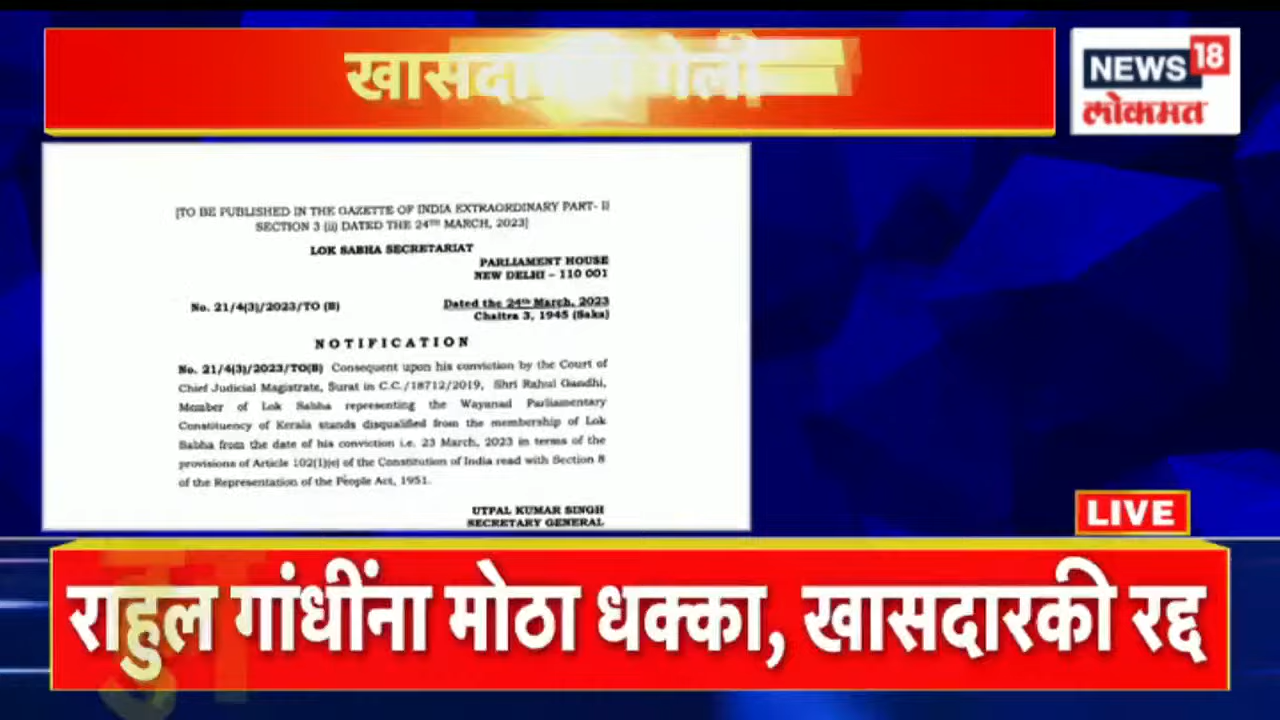 खासदारकी गेली
NEWS 18
लोकमत
[TO BE PUBLISHED IN THE GAZETTE OF INDIA EXTRAORDINARY PART- II
SECTION 3 (ii) DATED THE 24TH MARCH, 2023]
LOK SABHA SECRETARIAT
PARLIAMENT HOUSE
NEW DELHI – 110 001
No. 21/4(3)/2023/TO (B)
Dated the 24th March, 2023
Chaitra 3, 1945 (Saka)
NOTIFICATION
No. 21/4(3)/2023/TO(B) Consequent upon his conviction by the Court of
Chief Judicial Magistrate, Surat in C.C./18712/2019, Shri Rahul Gandhi,
Member of Lok Sabha representing the Wayanad Parliamentary
Constituency of Kerala stands disqualified from the membership of Lok
Sabha from the date of his conviction i.e. 23 March, 2023 in terms of the
provisions of Article 102(1)(e) of the Constitution of India read with Section 8
of the Representation of the People Act, 1951.
UTPAL KUMAR SINGH
SECRETARY GENERAL
LIVE
राहुल गांधींना मोठा धक्का, खासदारकी रद्द